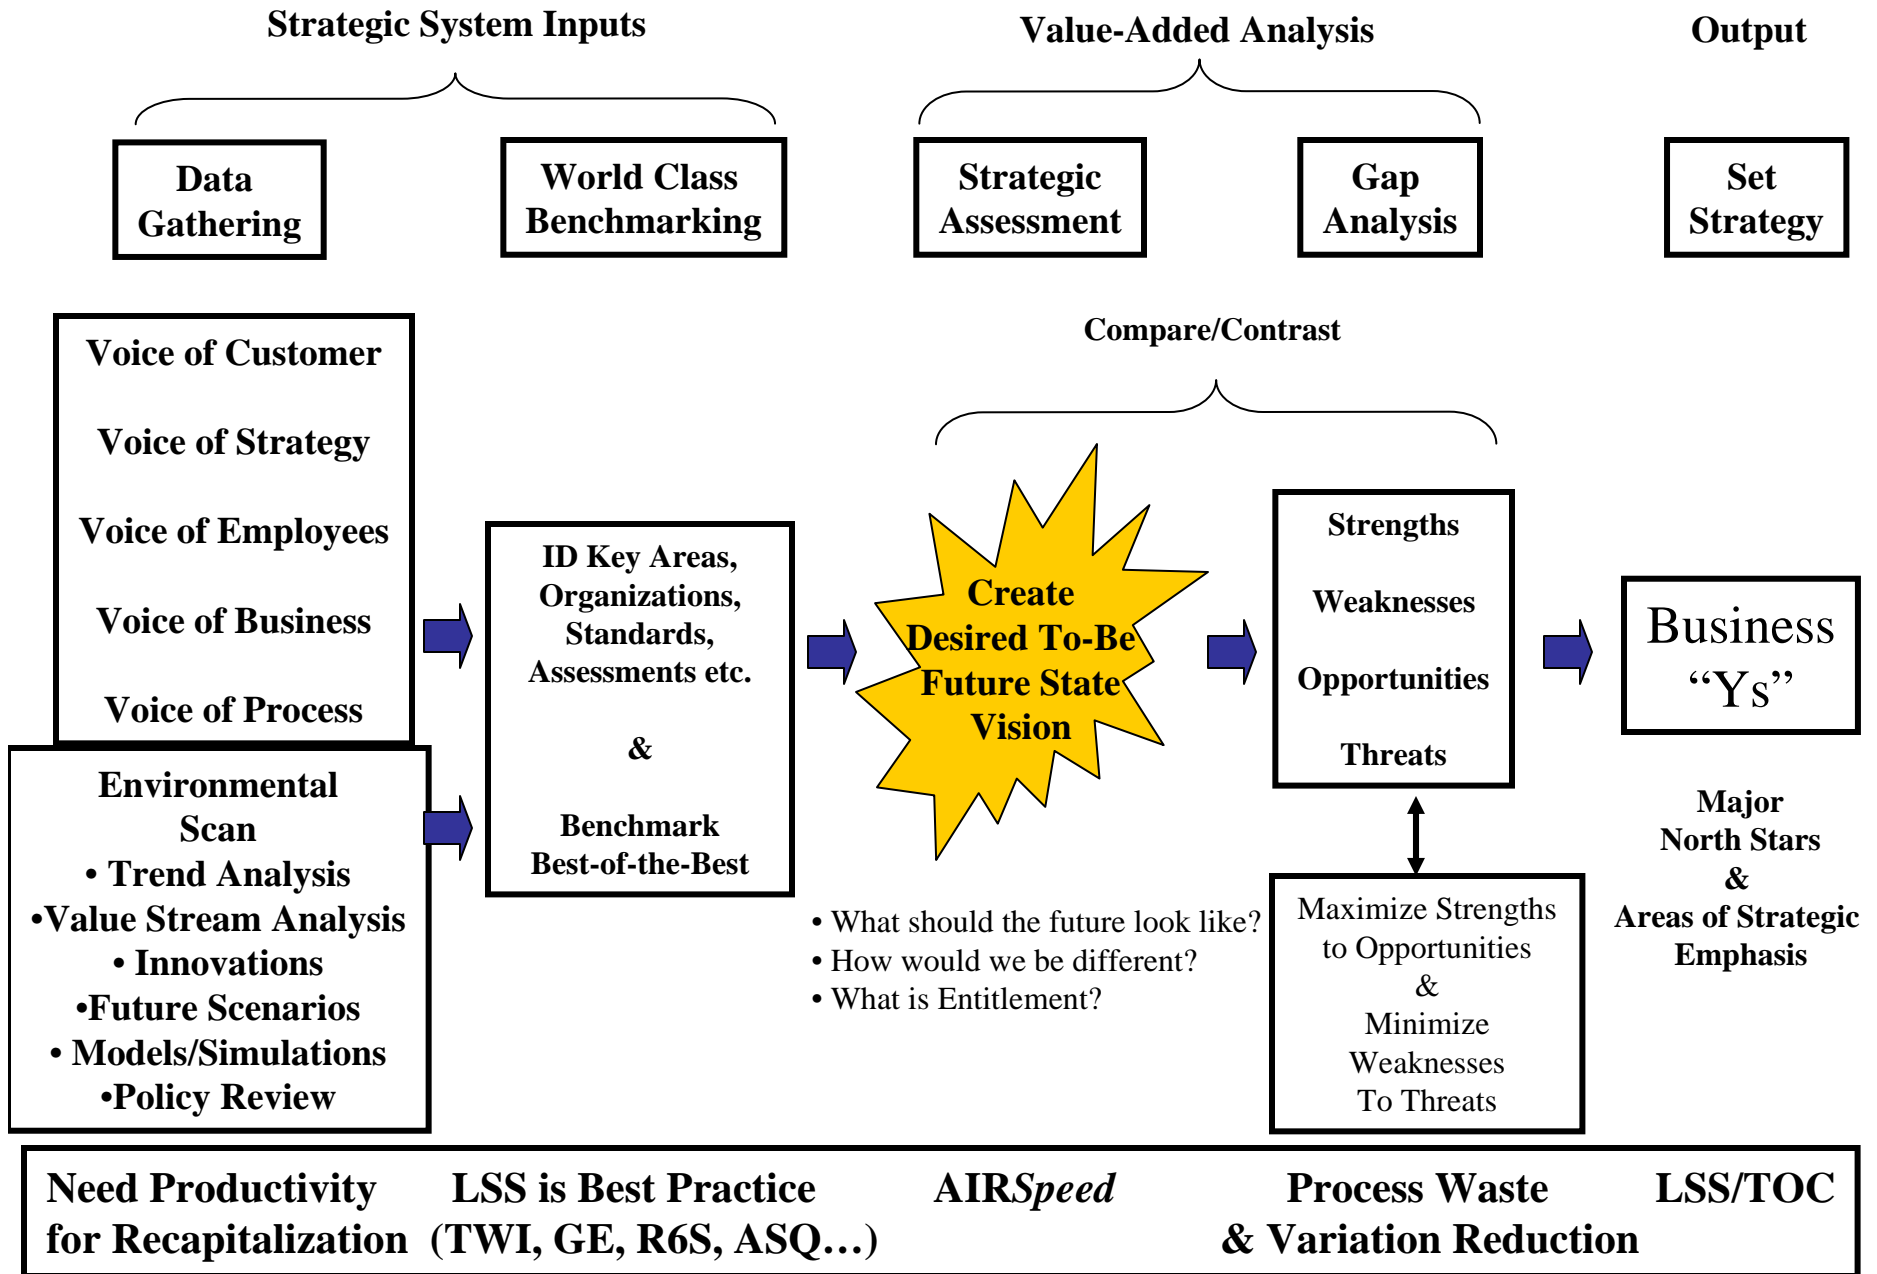 Strategic System Inputs
Value-Added Analysis
Output
Data
Gathering
World Class
Benchmarking
Strategic
Assessment
Gap
Analysis
Set
Strategy
Voice of Customer
Voice of Strategy
Voice of Employees
Voice of Business
Voice of Process
Environmental
Scan
• Trend Analysis
•Value Stream Analysis
• Innovations
•Future Scenarios
• Models/Simulations
•Policy Review
ID Key Areas,
Organizations,
Standards,
Assessments etc.
&
Benchmark
Best-of-the-Best
Compare/Contrast
Create
Desired To-Be
Future State
Vision
• What should the future look like?
• How would we be different?
• What is Entitlement?
Strengths
Weaknesses
Opportunities
Threats
Maximize Strengths
to Opportunities
&
Minimize
Weaknesses
To Threats
Business
“Ys”
Major
North Stars
&
Areas of Strategic
Emphasis
Need Productivity
for Recapitalization
LSS is Best Practice
(TWI, GE, R6S, ASQ…)
AIRSpeed
Process Waste
& Variation Reduction
LSS/TOC